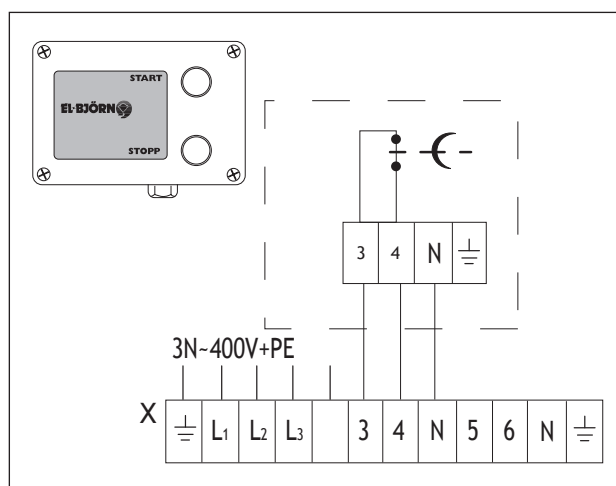 START
EL·BJÖRN
STOPP
3 4 N
3N~400V+PE
X L1 L2 L3 3 4 N 5 6 N